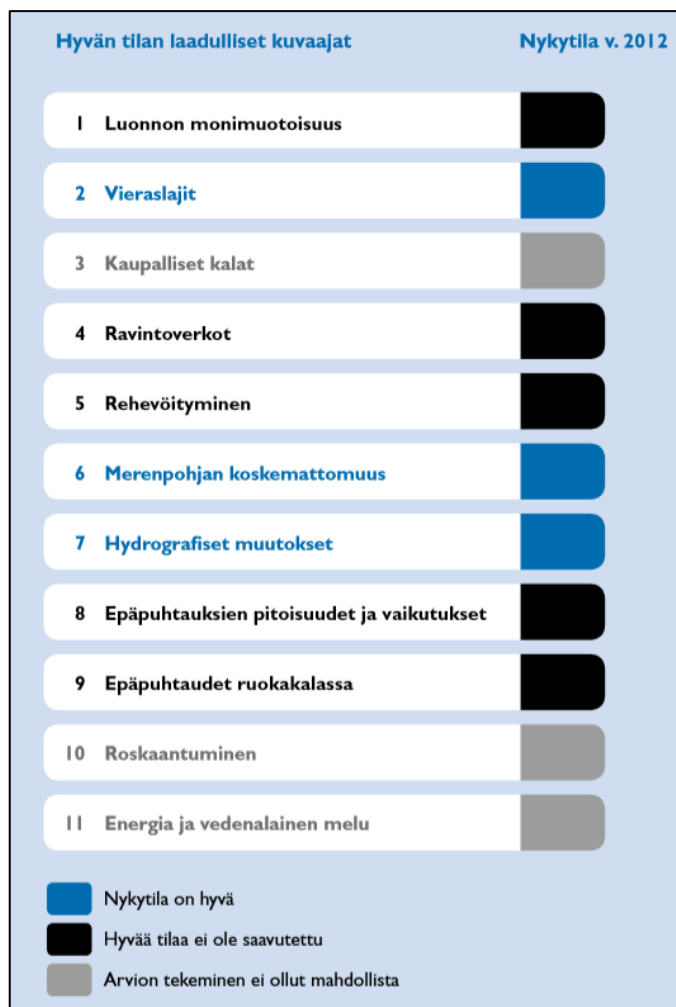 Hyvän tilan laadulliset kuvaajat Nykytila v. 2012
1 Luonnon monimuotoisuus
2 Vieraslajit
3 Kaupalliset kalat
4 Ravintoverkot
5 Rehevöityminen
6 Merenpohjan koskemattomuus
7 Hydrografiset muutokset
8 Epäpuhtauksien pitoisuudet ja vaikutukset
9 Epäpuhtaudet ruokakalassa
10 Roskaantuminen
11 Energia ja vedenalainen melu
Nykytila on hyvä
Hyvää tilaa ei ole saavutettu
Arvion tekeminen ei ollut mahdollista